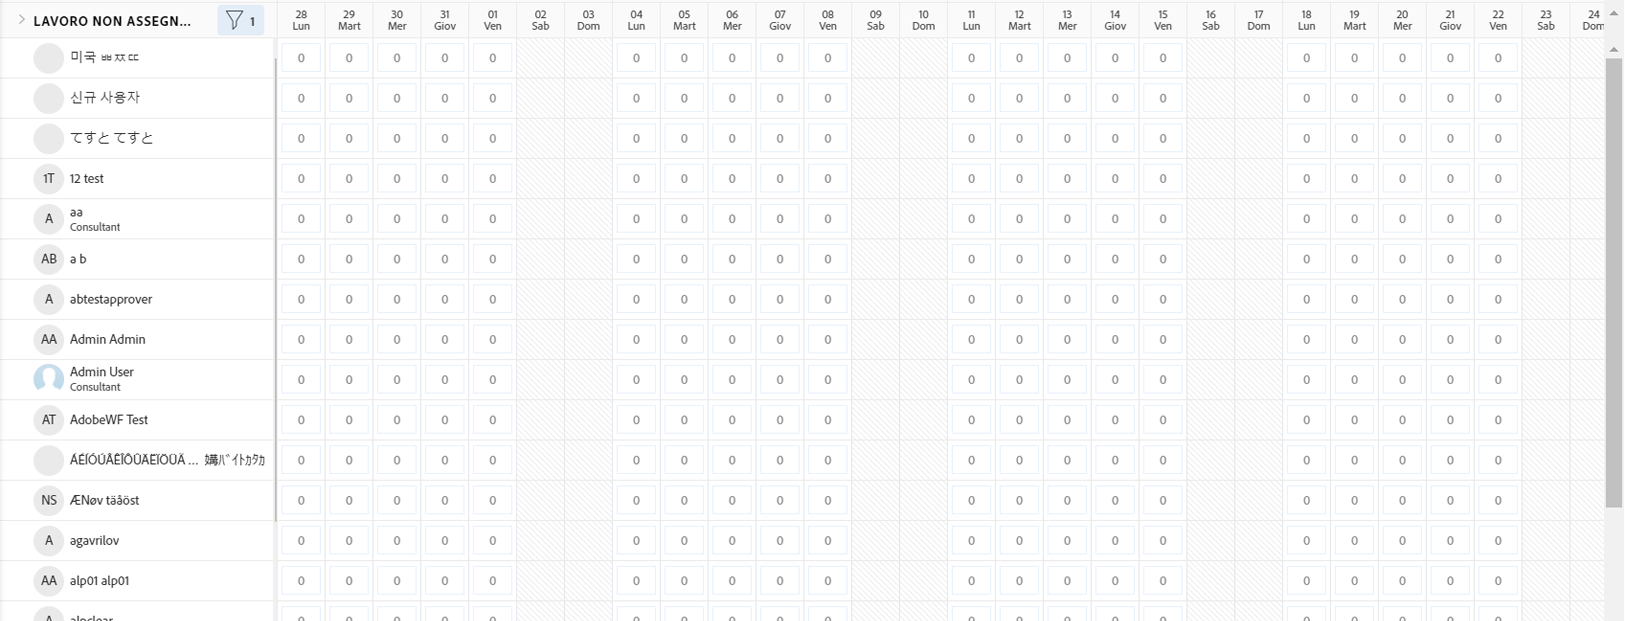 LAVORO NON ASSEGN... 1 28 29 30 31 01 02 03 04 05 06 07 08 09 10 11 12 13 14 15 16 17 18 19 20 21 22 23 24
Lun Mart Mer Giov Ven Sab Dom Lun Mart Mer Giov Ven Sab Dom Lun Mart Mer Giov Ven Sab Dom Lun Mart Mer Giov Ven Sab Dom
미국 ㅃㅉㄸ 0 0 0 0 0 0 0 0 0 0 0 0 0 0 0 0 0 0 0 0
신규 사용자 0 0 0 0 0 0 0 0 0 0 0 0 0 0 0 0 0 0 0 0
てすと てすと 0 0 0 0 0 0 0 0 0 0 0 0 0 0 0 0 0 0 0 0
1T 12 test 0 0 0 0 0 0 0 0 0 0 0 0 0 0 0 0 0 0 0 0
A aa 0 0 0 0 0 0 0 0 0 0 0 0 0 0 0 0 0 0 0 0
Consultant
AB a b 0 0 0 0 0 0 0 0 0 0 0 0 0 0 0 0 0 0 0 0
A abtestapprover 0 0 0 0 0 0 0 0 0 0 0 0 0 0 0 0 0 0 0 0
AA Admin Admin 0 0 0 0 0 0 0 0 0 0 0 0 0 0 0 0 0 0 0 0
Admin User 0 0 0 0 0 0 0 0 0 0 0 0 0 0 0 0 0 0 0 0
Consultant
AT AdobeWF Test 0 0 0 0 0 0 0 0 0 0 0 0 0 0 0 0 0 0 0 0
ÁÉÍÓÚÂÊÎÔÛÄËÏÖÜÃ ... 媾ﾊﾞｲﾄｶﾀｶ 0 0 0 0 0 0 0 0 0 0 0 0 0 0 0 0 0 0 0 0
NS ÆNøv täåöst 0 0 0 0 0 0 0 0 0 0 0 0 0 0 0 0 0 0 0 0
A agavrilov 0 0 0 0 0 0 0 0 0 0 0 0 0 0 0 0 0 0 0 0
AA alp01 alp01 0 0 0 0 0 0 0 0 0 0 0 0 0 0 0 0 0 0 0 0